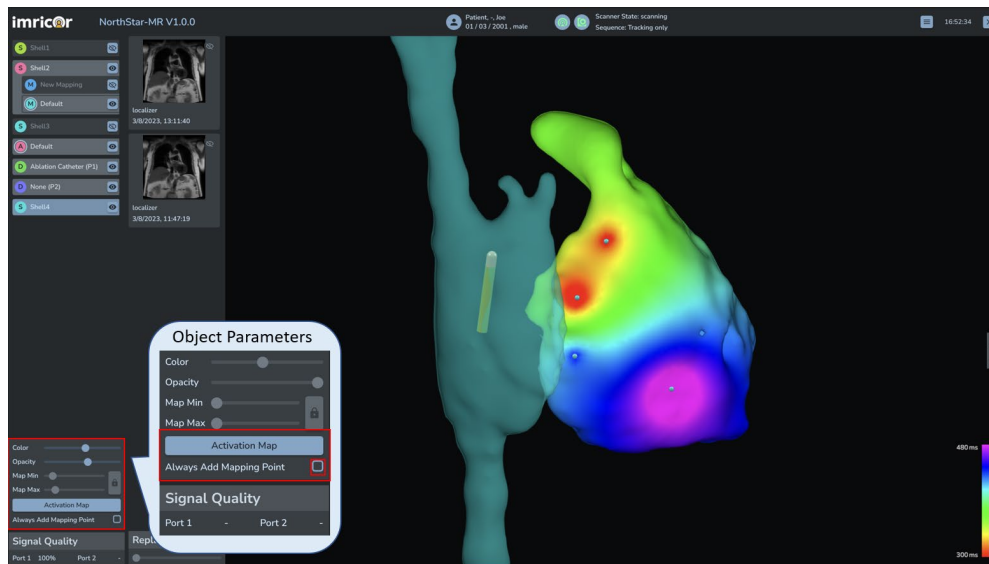 imricor
NorthStar-MR V1.0.0
Patient, -, Joe
01 / 03 / 2001 , male
Scanner State: scanning
Sequence: Tracking only
16:52:34
S Shell1
S Shell2
M New Mapping
M Default
S Shell3
A Default
D Ablation Catheter (P1)
D None (P2)
S Shell4
localizer
3/8/2023, 13:11:40
localizer
3/8/2023, 11:47:19
Object Parameters
Color
Opacity
Map Min
Map Max
Activation Map
Always Add Mapping Point
Signal Quality
Port 1 - Port 2 -
Color
Opacity
Map Min
Map Max
Activation Map
Always Add Mapping Point
Signal Quality
Port 1 100% Port 2 -
480 ms
300 ms